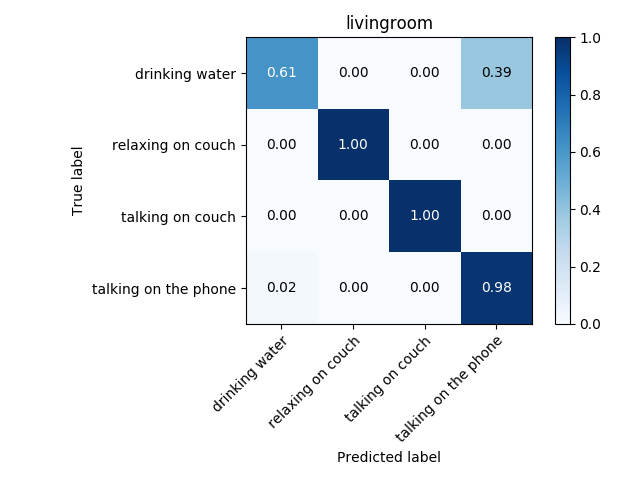 livingroom
drinking water 0.61 0.00 0.00 0.39
relaxing on couch 0.00 1.00 0.00 0.00
talking on couch 0.00 0.00 1.00 0.00
talking on the phone 0.02 0.00 0.00 0.98
True label
drinking water
relaxing on couch
talking on couch
talking on the phone
Predicted label
1.0
0.8
0.6
0.4
0.2
0.0